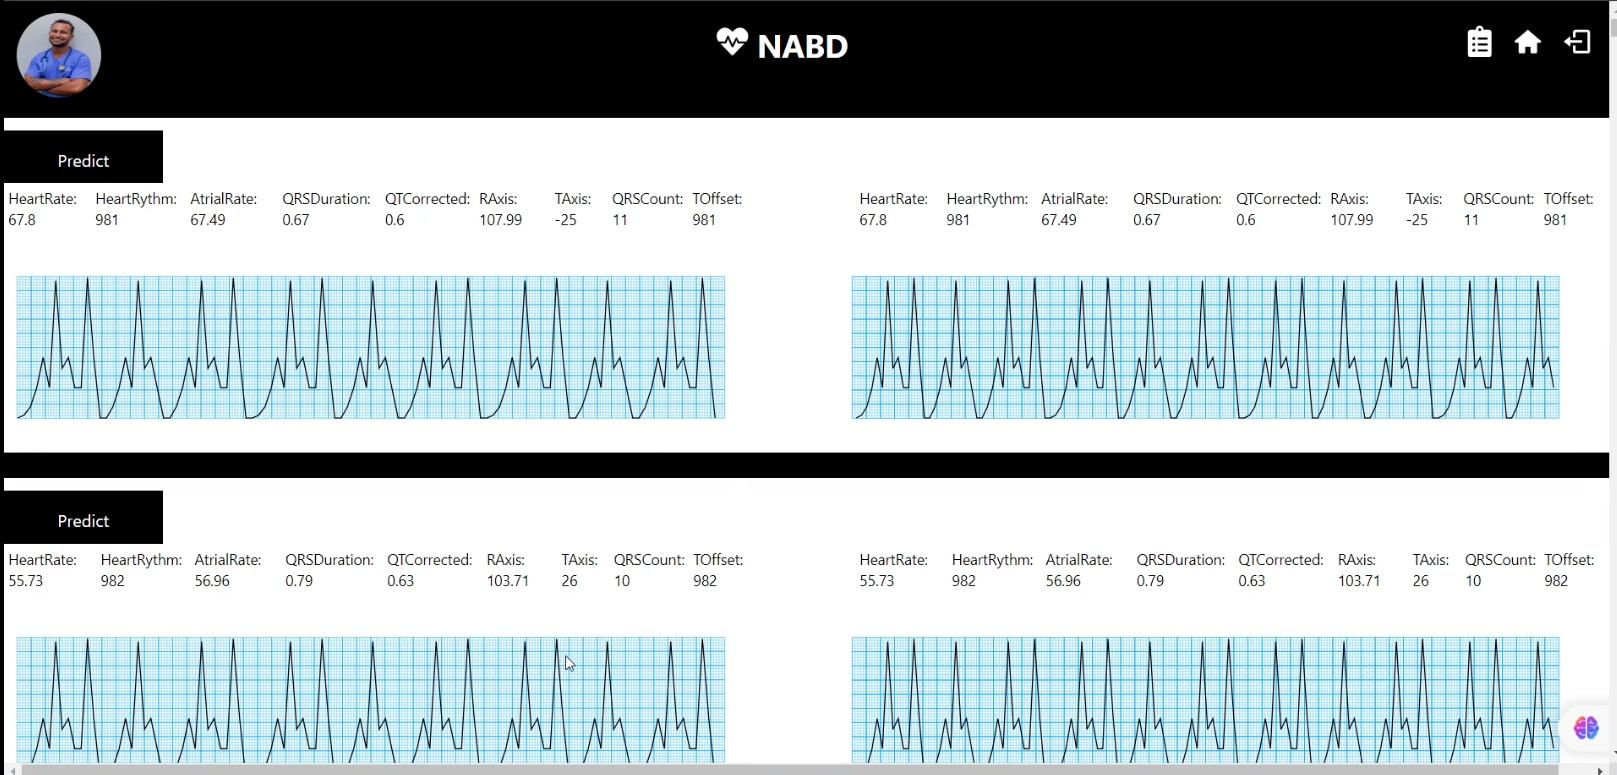 NABD
Predict
HeartRate: HeartRythm: AtrialRate: QRSDuration: QTCorrected: RAxis: TAxis: QRSCount: TOffset:
67.8 981 67.49 0.67 0.6 107.99 -25 11 981
HeartRate: HeartRythm: AtrialRate: QRSDuration: QTCorrected: RAxis: TAxis: QRSCount: TOffset:
67.8 981 67.49 0.67 0.6 107.99 -25 11 981
Predict
HeartRate: HeartRythm: AtrialRate: QRSDuration: QTCorrected: RAxis: TAxis: QRSCount: TOffset:
55.73 982 56.96 0.79 0.63 103.71 26 10 982
HeartRate: HeartRythm: AtrialRate: QRSDuration: QTCorrected: RAxis: TAxis: QRSCount: TOffset:
55.73 982 56.96 0.79 0.63 103.71 26 10 982